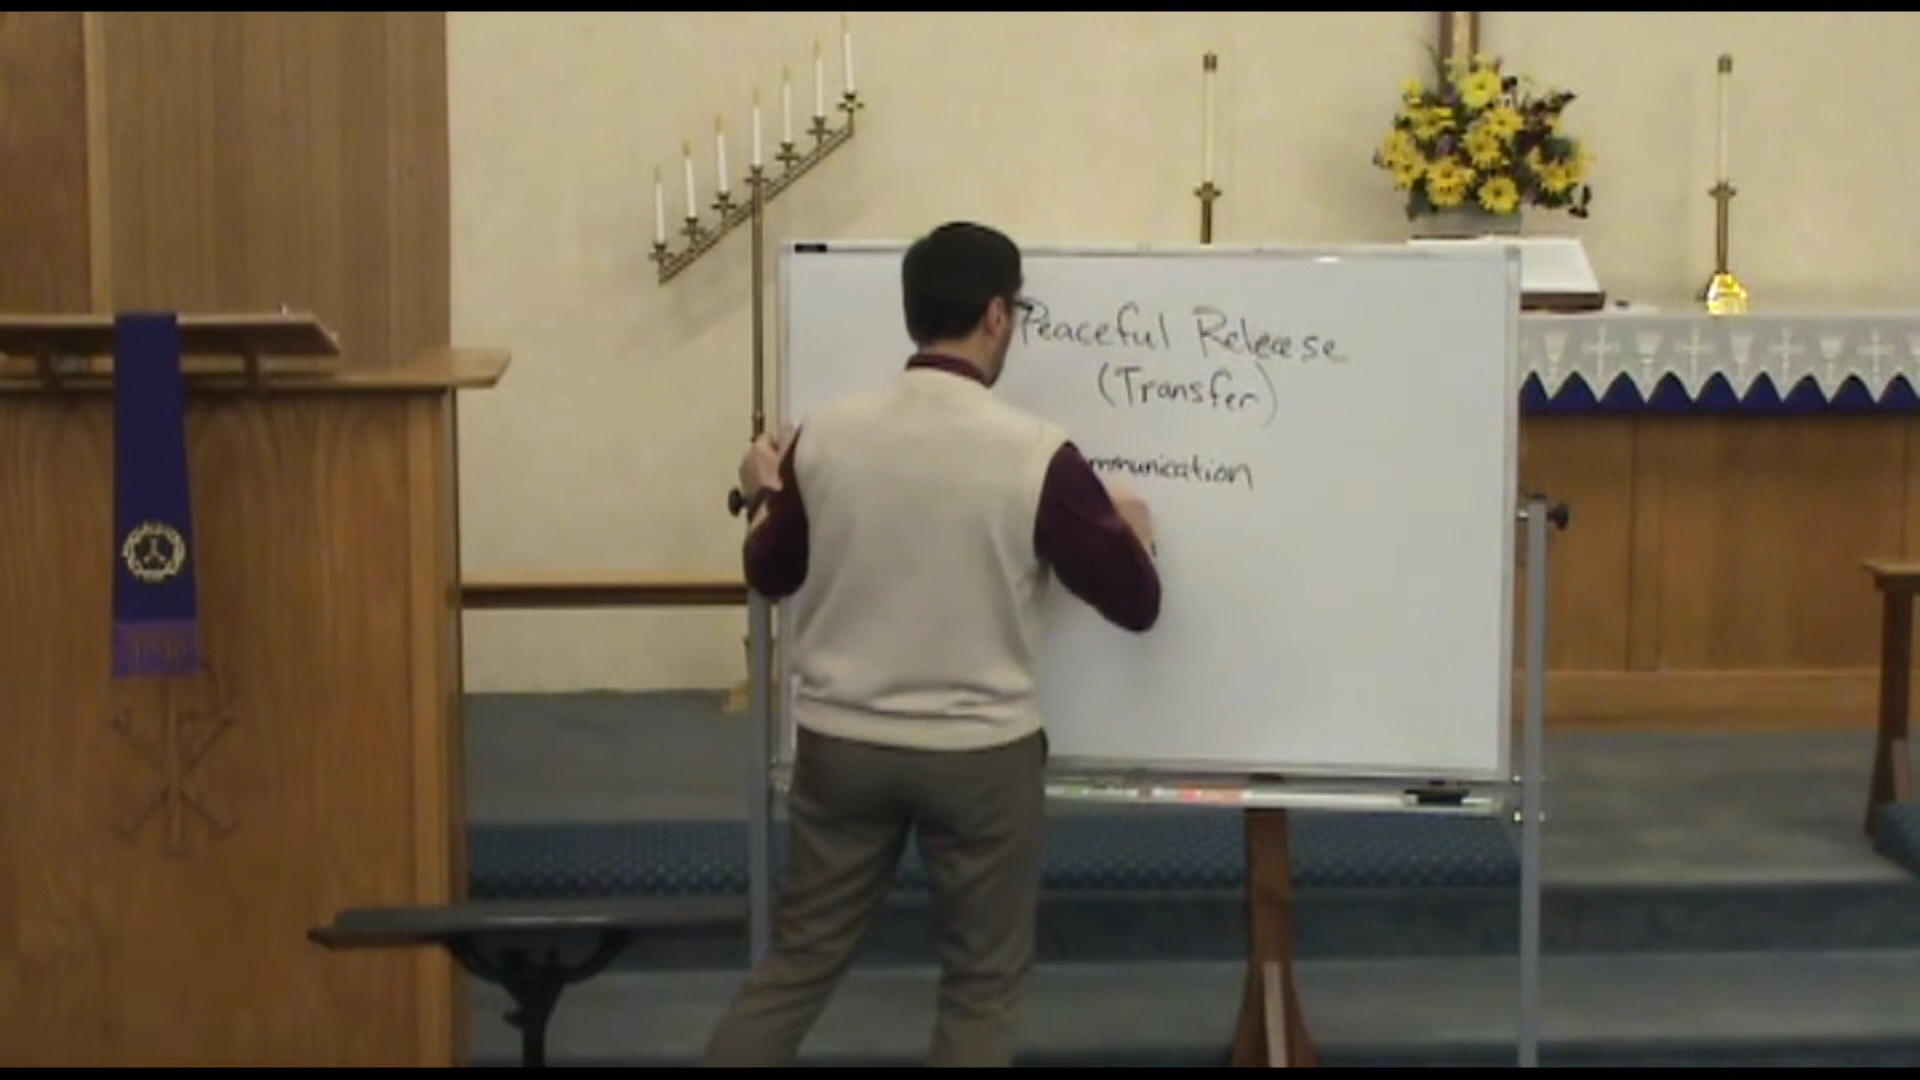 Peaceful Release
(Transfer)
mmunication